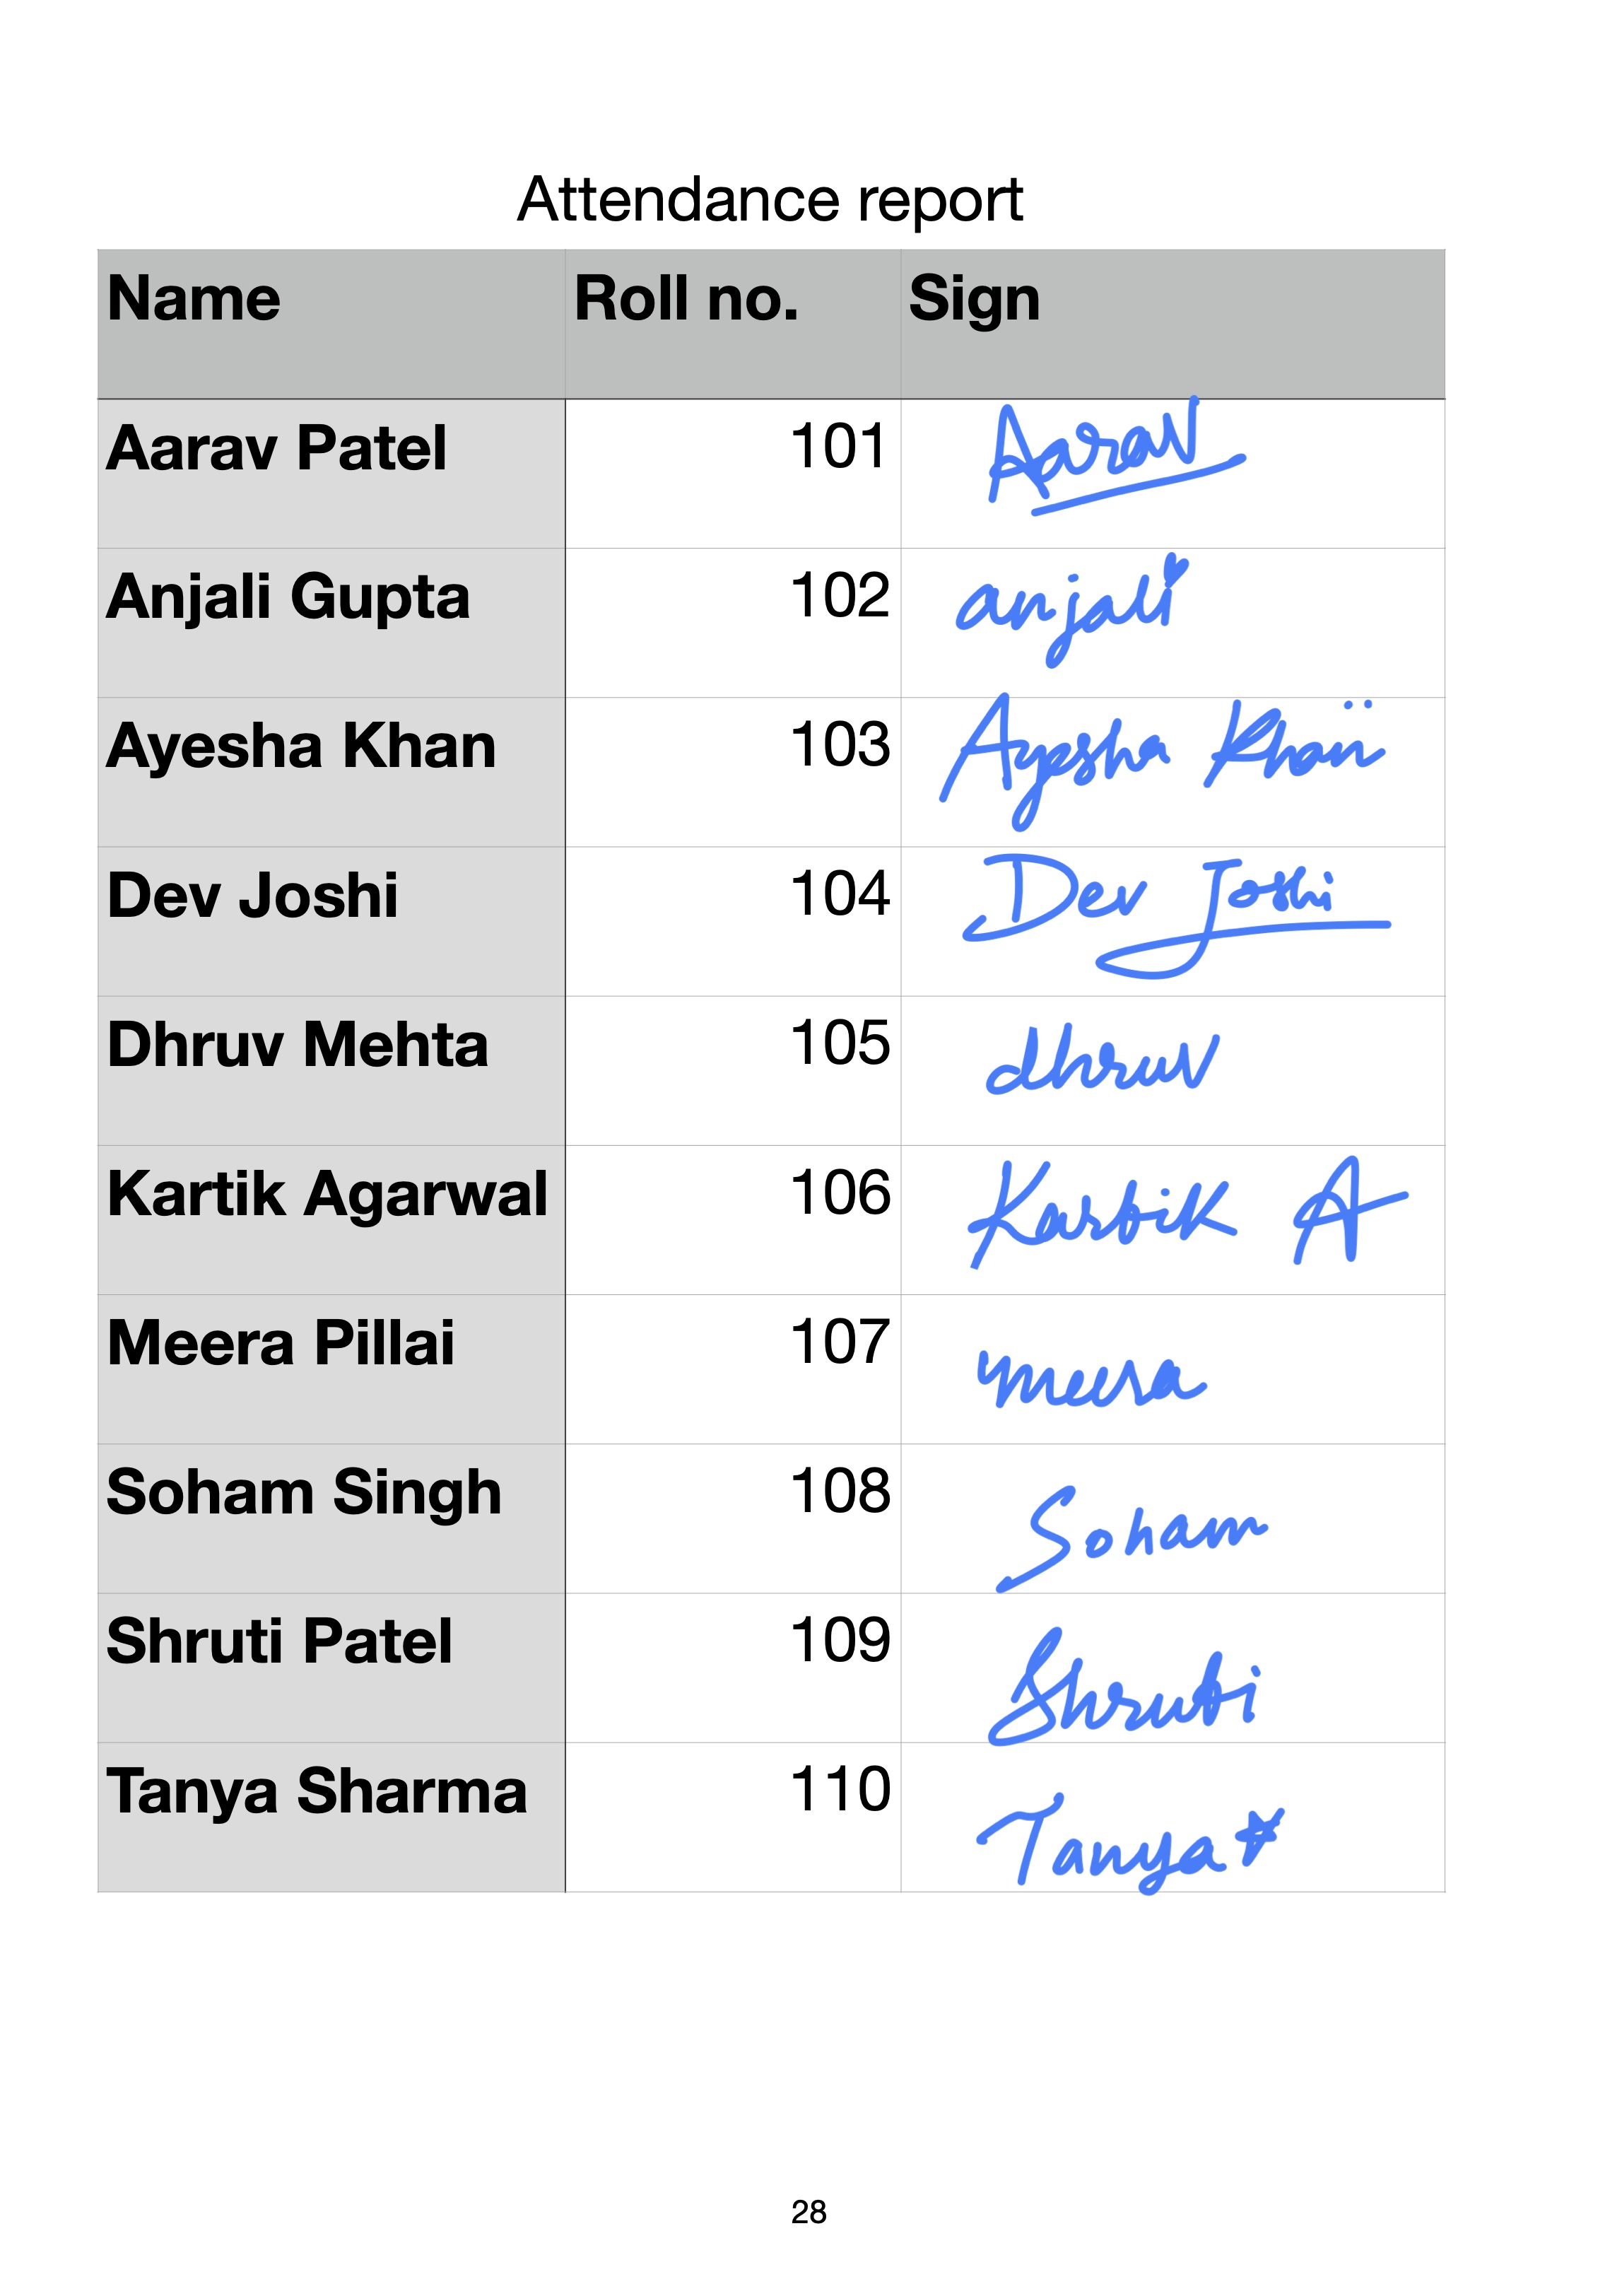 Attendance report
Name Roll no. Sign
Aarav Patel 101 Aarav
Anjali Gupta 102 anjali
Ayesha Khan 103 Ayesha Khan
Dev Joshi 104 Dev Joshi
Dhruv Mehta 105 dhruv
Kartik Agarwal 106 Kartik A
Meera Pillai 107 meera
Soham Singh 108 Soham
Shruti Patel 109 Shruti
Tanya Sharma 110 Tanya
28